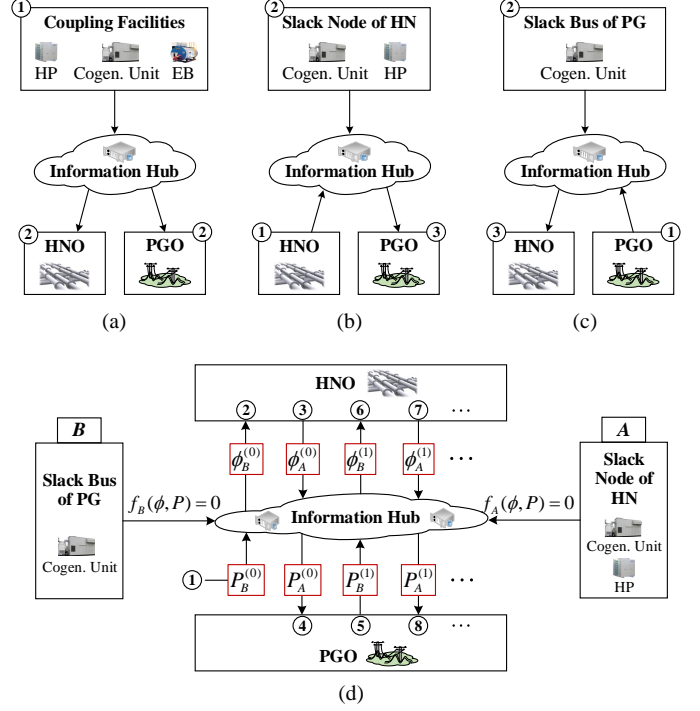 ① ② ②
Coupling Facilities Slack Node of HN Slack Bus of PG
HP Cogen. Unit EB Cogen. Unit HP Cogen. Unit
Information Hub Information Hub Information Hub
② HNO PGO ② ① HNO PGO ③ ③ HNO PGO ①
(a) (b) (c)
HNO
② ③ ⑥ ⑦ ···
B A
ϕ_B^{(0)} ϕ_A^{(0)} ϕ_B^{(1)} ϕ_A^{(1)} ···
Slack Bus
of PG
f_B(ϕ,P)=0
Cogen. Unit
Information Hub
f_A(ϕ,P)=0
Slack
Node of
HN
Cogen. Unit
HP
① P_B^{(0)} P_A^{(0)} P_B^{(1)} P_A^{(1)} ···
④ ⑤ ⑧ ···
PGO
(d)